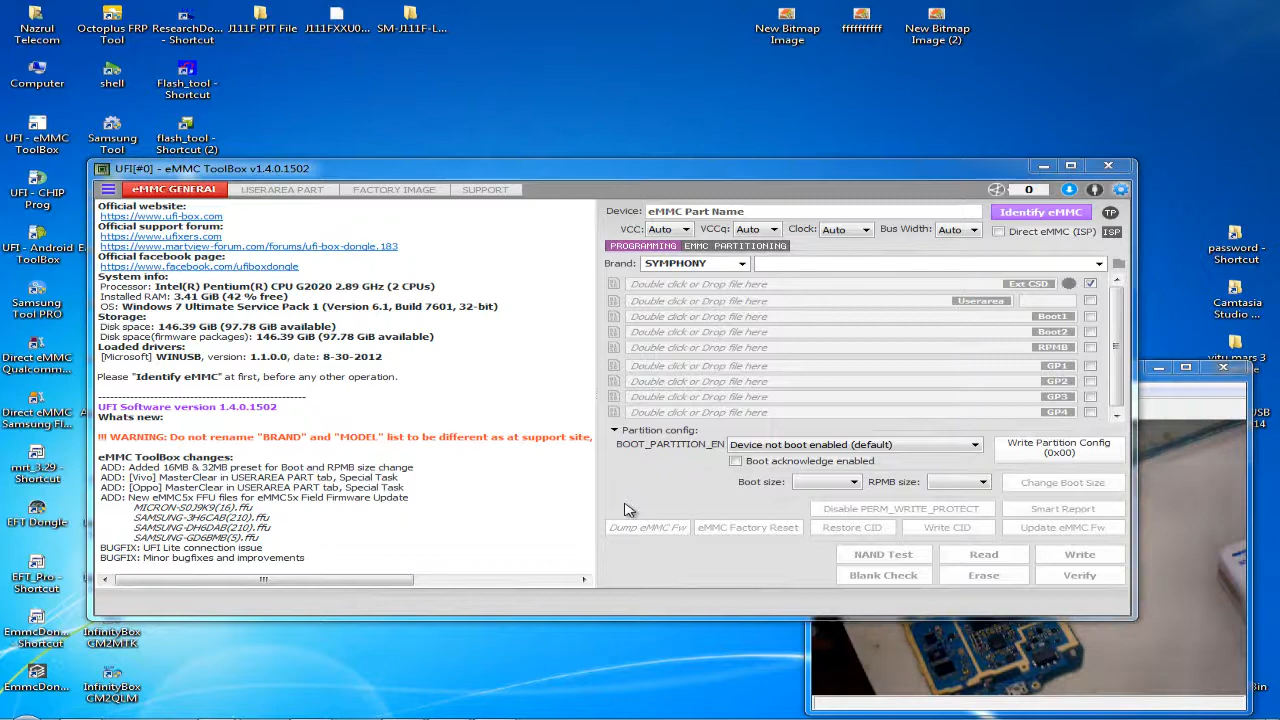 Nazrul
Telecom
Octoplus FRP
Tool
ResearchDo...
- Shortcut
J111F PIT File
J111FXXU0...
SM-J111F-L...
New Bitmap
Image
fffffffff
New Bitmap
Image (2)
Computer
shell
Flash_tool -
Shortcut
UFI - eMMC
ToolBox
Samsung
Tool
flash_tool -
Shortcut (2)
UFI - CHIP
Prog
UFI - Android
Samsung
Tool PRO
Direct eMMC
Qualcomm...
Direct eMMC
Samsung Fl...
mrt_3.29 -
Shortcut
EFT Dongle
EFT_Pro -
Shortcut
EmmcDon...
Shortcut
InfinityBox
CM2MTK
EmmcDon...
InfinityBox
CM2QLM
password -
Shortcut
Camtasia
Studio ...
vitu mars 3
UFI[#0] - eMMC ToolBox v1.4.0.1502
eMMC GENERAL
USERAREA PART
FACTORY IMAGE
SUPPORT
0
Official website:
https://www.ufi-box.com
Official support forum:
https://www.ufixers.com
https://www.martview-forum.com/forums/ufi-box-dongle.183
Official facebook page:
https://www.facebook.com/ufiboxdongle
System info:
Processor: Intel(R) Pentium(R) CPU G2020 2.89 GHz (2 CPUs)
Installed RAM: 3.41 GiB (42 % free)
OS: Windows 7 Ultimate Service Pack 1 (Version 6.1, Build 7601, 32-bit)
Storage:
Disk space: 146.39 GiB (97.78 GiB available)
Disk space(firmware packages): 146.39 GiB (97.78 GiB available)
Loaded drivers:
[Microsoft] WINUSB, version: 1.1.0.0, date: 8-30-2012
Please "Identify eMMC" at first, before any other operation.
----------------------------------------------------
UFI Software version 1.4.0.1502
Whats new:
!!! WARNING: Do not rename "BRAND" and "MODEL" list to be different as at support site,
eMMC ToolBox changes:
ADD: Added 16MB & 32MB preset for Boot and RPMB size change
ADD: [Vivo] MasterClear in USERAREA PART tab, Special Task
ADD: [Oppo] MasterClear in USERAREA PART tab, Special Task
ADD: New eMMC5x FFU files for eMMC5x Field Firmware Update
MICRON-S0J9K9(16).ffu
SAMSUNG-3H6CAB(210).ffu
SAMSUNG-DH6DAB(210).ffu
SAMSUNG-GD6BMB(5).ffu
BUGFIX: UFI Lite connection issue
BUGFIX: Minor bugfixes and improvements
Device: eMMC Part Name
Identify eMMC
TP
VCC: Auto
VCCq: Auto
Clock: Auto
Bus Width: Auto
Direct eMMC (ISP)
ISP
PROGRAMMING
EMMC PARTITIONING
Brand: SYMPHONY
Double click or Drop file here Ext CSD
Double click or Drop file here Userarea
Double click or Drop file here Boot1
Double click or Drop file here Boot2
Double click or Drop file here RPMB
Double click or Drop file here GP1
Double click or Drop file here GP2
Double click or Drop file here GP3
Double click or Drop file here GP4
Partition config:
BOOT_PARTITION_EN Device not boot enabled (default)
Write Partition Config
(0x00)
Boot acknowledge enabled
Boot size:
RPMB size:
Change Boot Size
Disable PERM_WRITE_PROTECT
Smart Report
Dump eMMC Fw
eMMC Factory Reset
Restore CID
Write CID
Update eMMC Fw
NAND Test
Read
Write
Blank Check
Erase
Verify